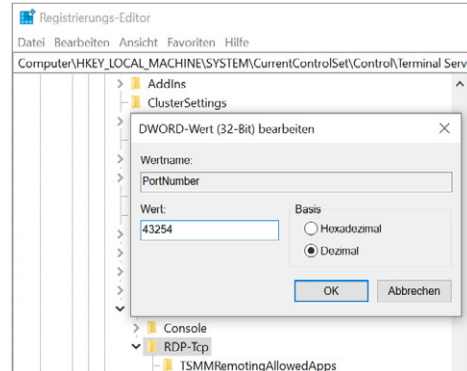 Registrierungs-Editor
Datei Bearbeiten Ansicht Favoriten Hilfe
Computer\HKEY_LOCAL_MACHINE\SYSTEM\CurrentControlSet\Control\Terminal Serv
AddIns
ClusterSettings
DWORD-Wert (32-Bit) bearbeiten
Wertname:
PortNumber
Wert:
43254
Basis
Hexadezimal
Dezimal
OK
Abbrechen
Console
RDP-Tcp
TSMMRemotingAllowedApps